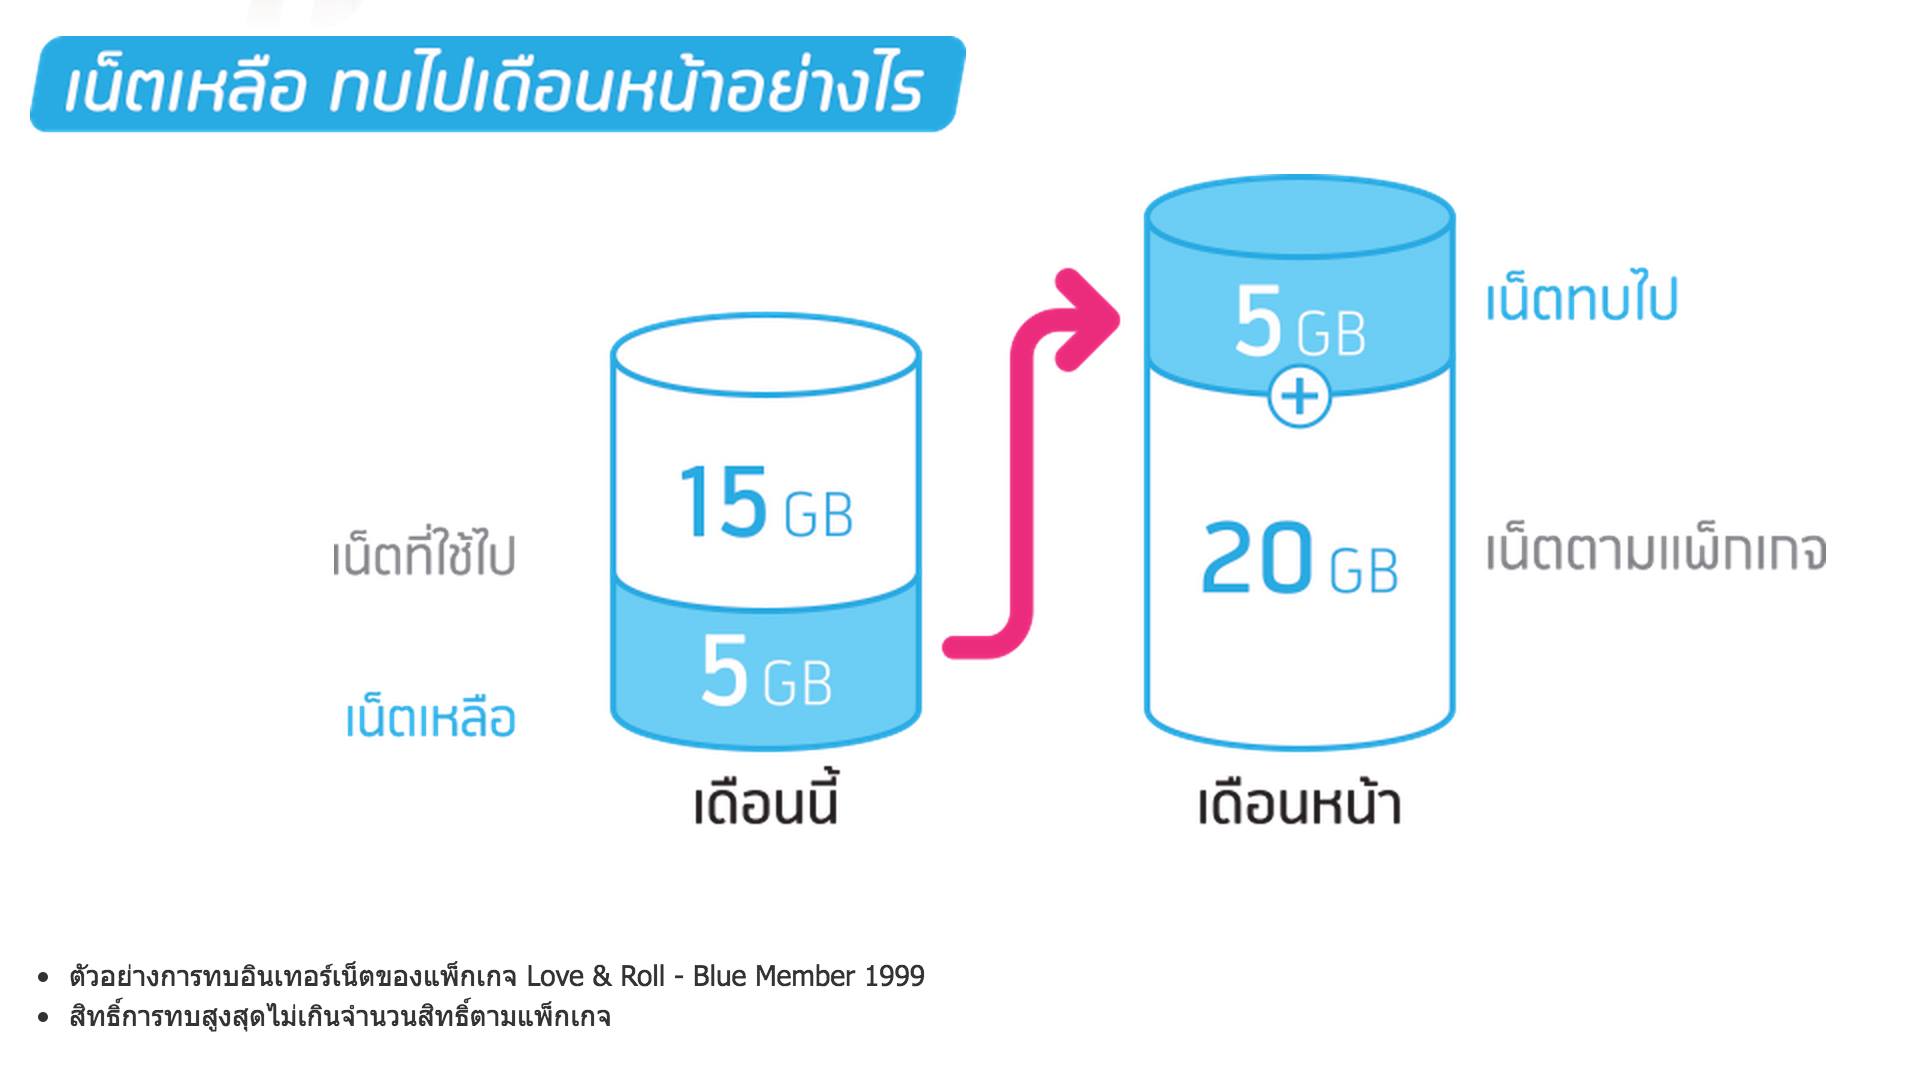 เน็ตเหลือ ทบไปเดือนหน้าอย่างไร
5 GB
เน็ตทบไป
+
15 GB
เน็ตที่ใช้ไป
20 GB
เน็ตตามแพ็กเกจ
5 GB
เน็ตเหลือ
เดือนนี้
เดือนหน้า
• ตัวอย่างการทบอินเทอร์เน็ตของแพ็กเกจ Love & Roll - Blue Member 1999
• สิทธิ์การทบสูงสุดไม่เกินจำนวนสิทธิ์ตามแพ็กเกจ